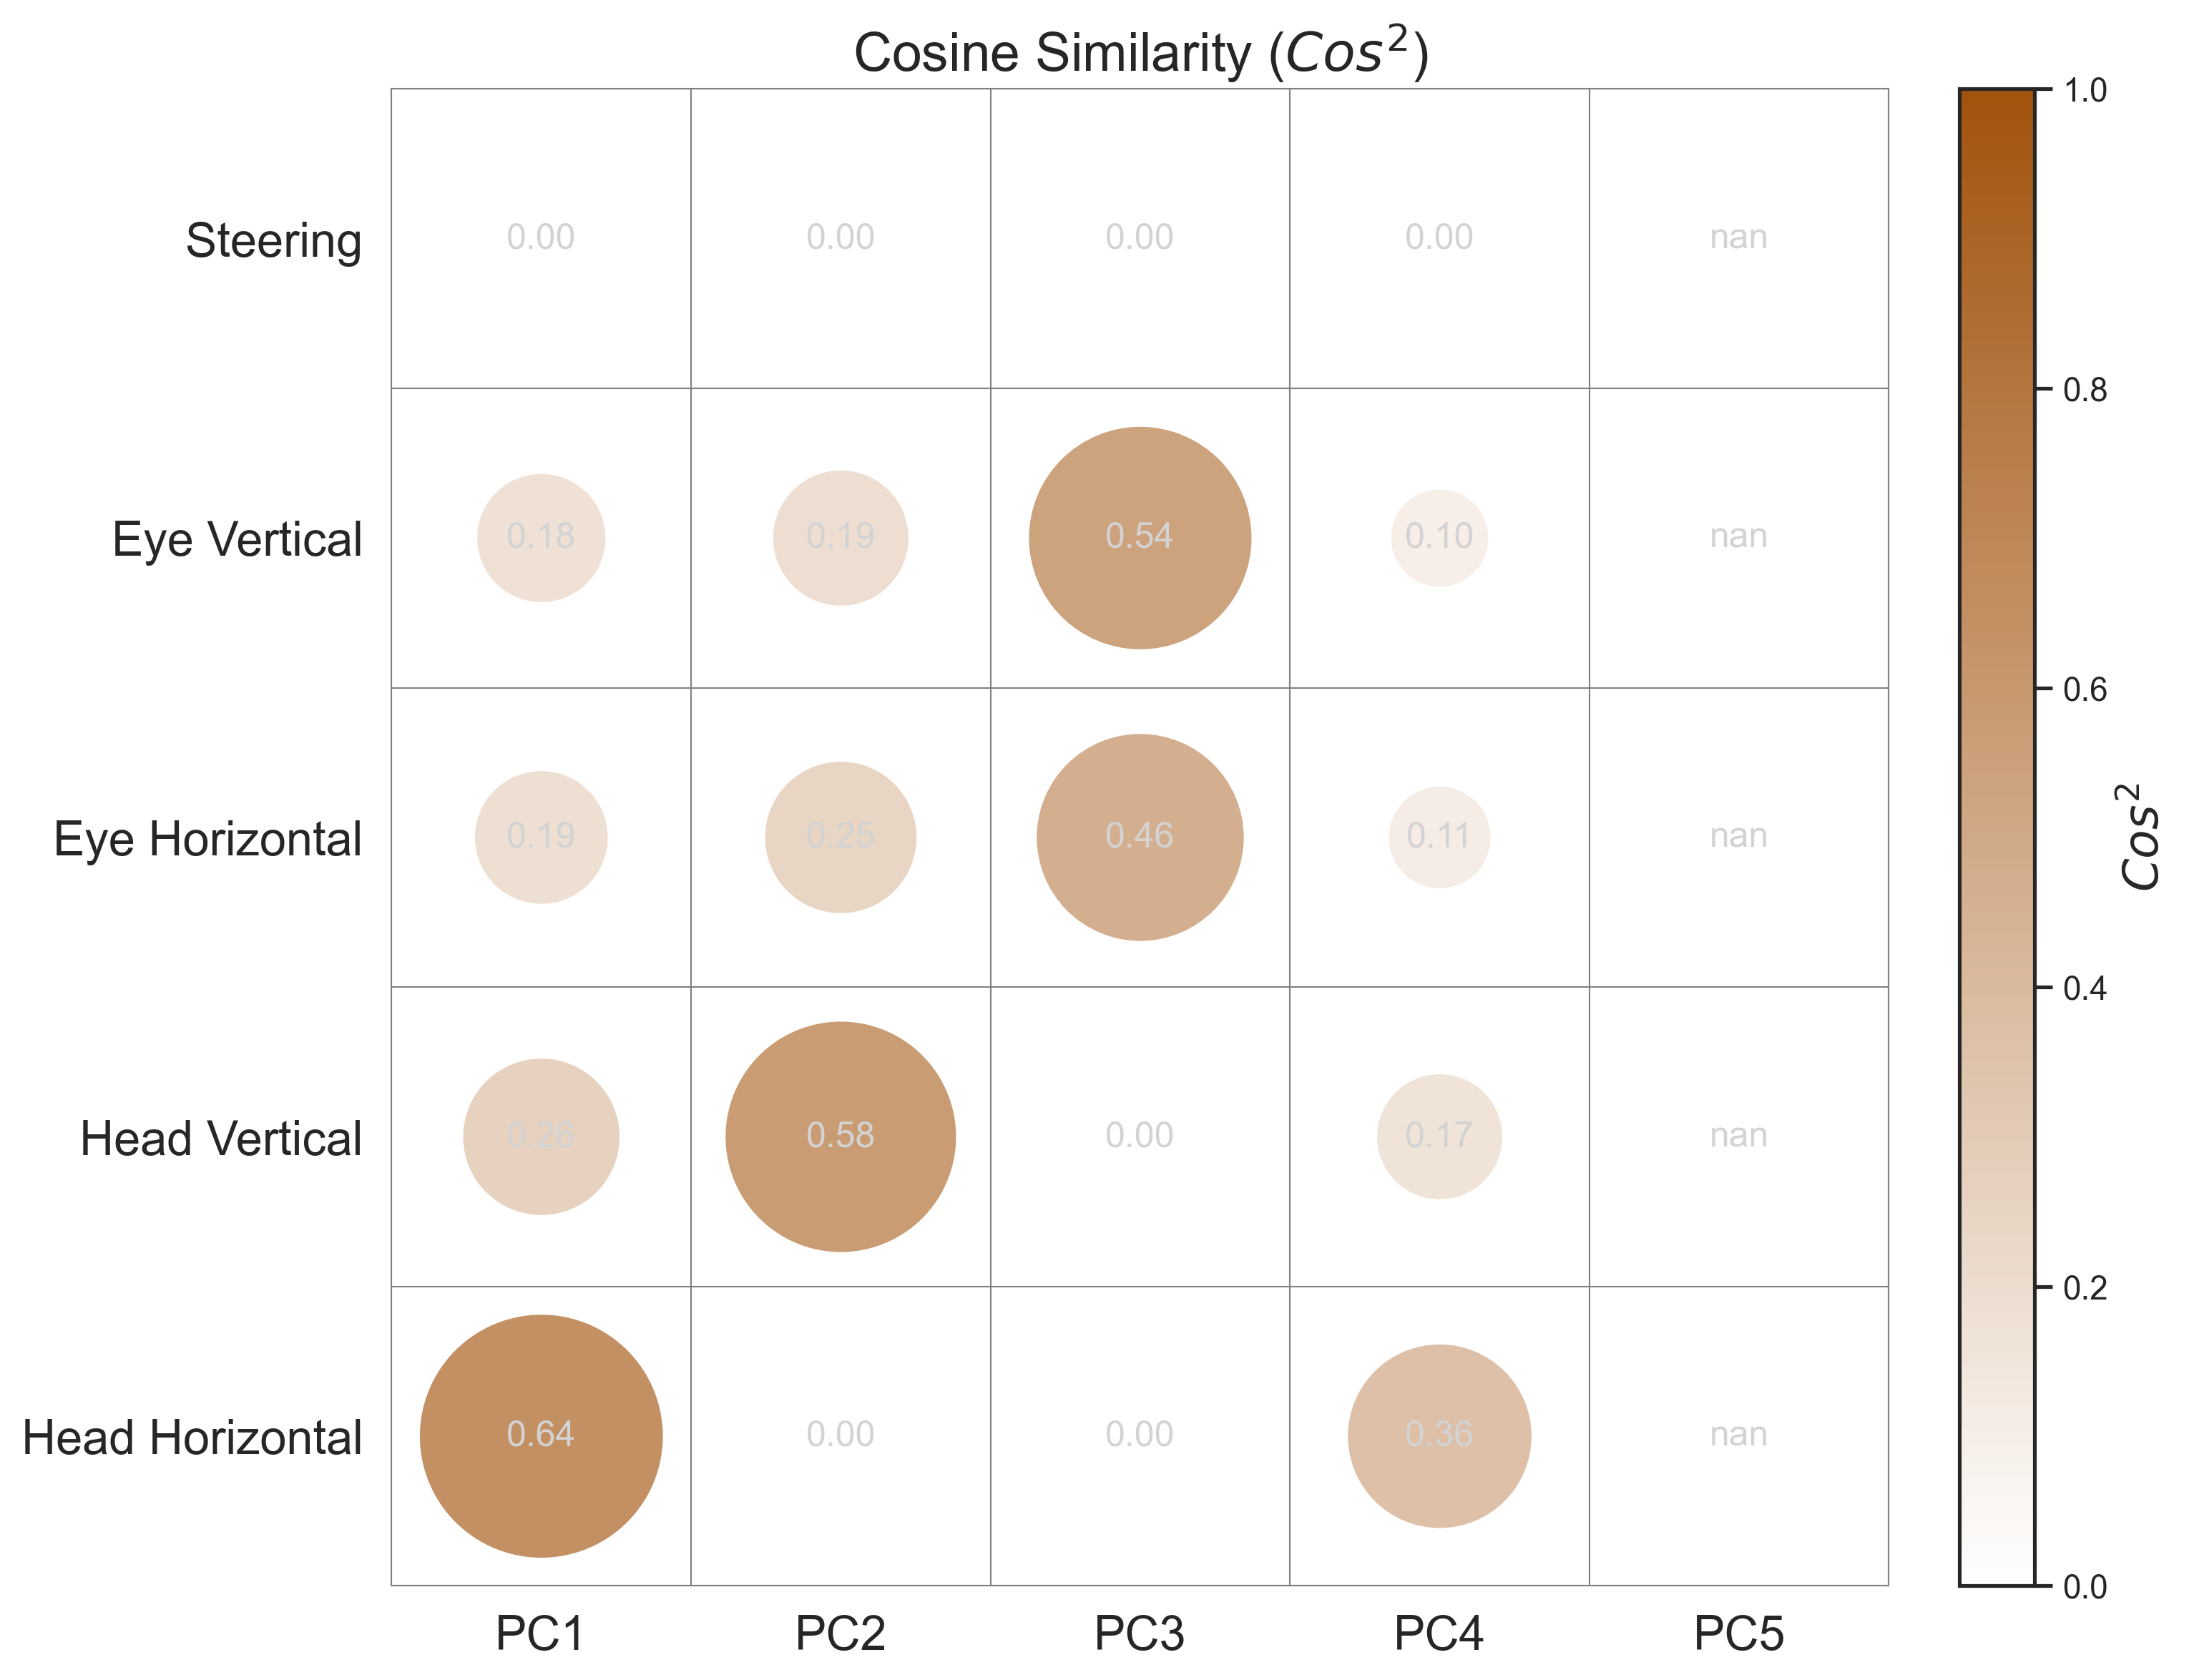 Cosine Similarity (Cos²)
Steering 0.00 0.00 0.00 0.00 nan
Eye Vertical 0.18 0.19 0.54 0.10 nan
Eye Horizontal 0.19 0.25 0.46 0.11 nan
Head Vertical 0.26 0.58 0.00 0.17 nan
Head Horizontal 0.64 0.00 0.00 0.36 nan
PC1 PC2 PC3 PC4 PC5
1.0
0.8
0.6
0.4
0.2
0.0
Cos²